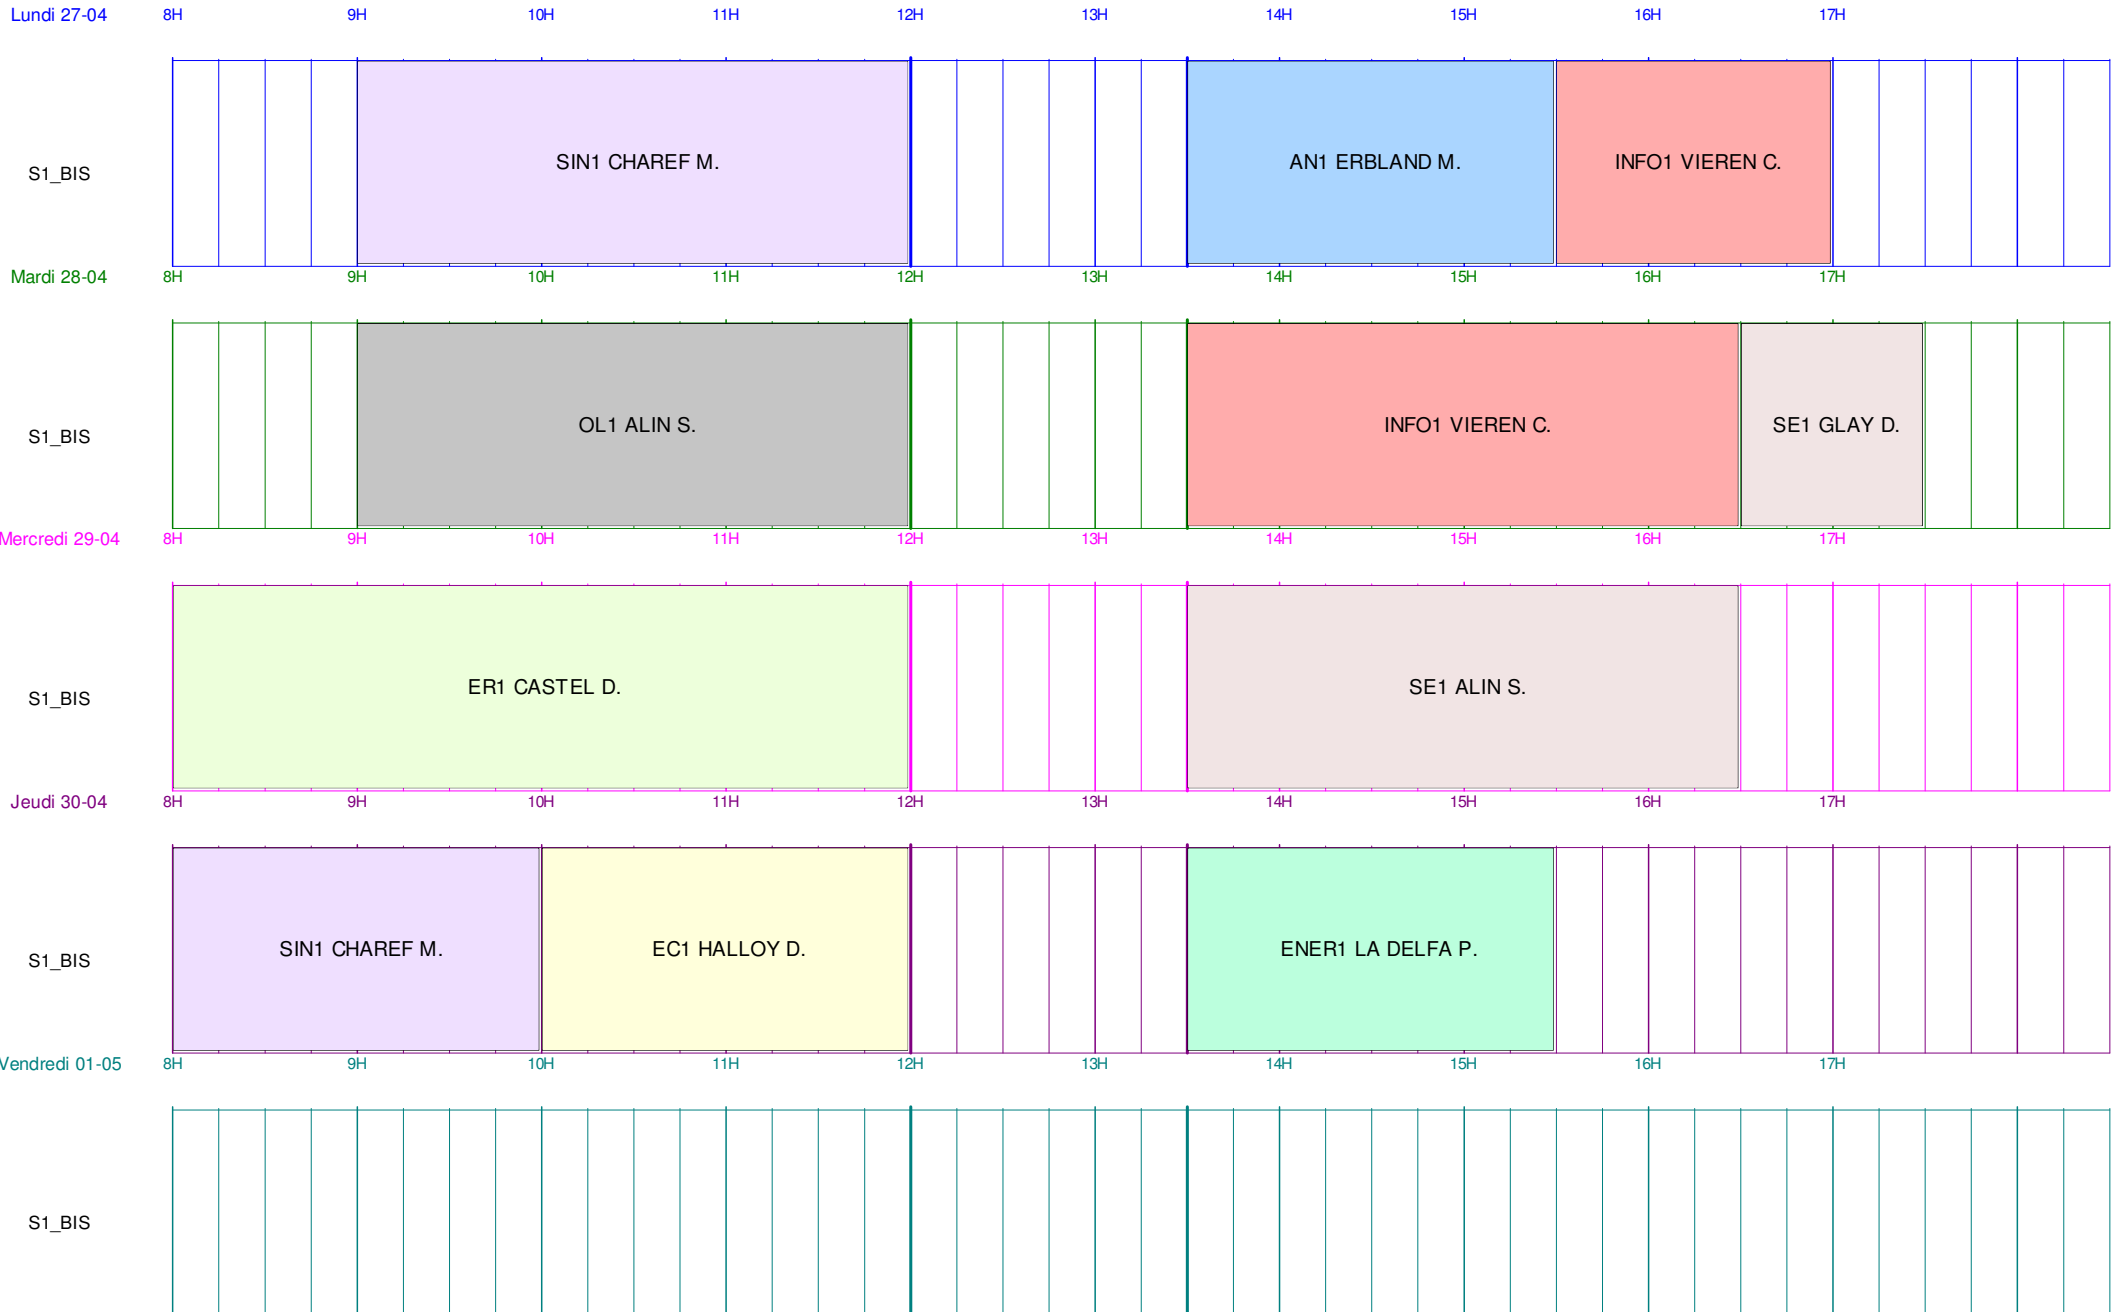 Lundi 27-04 8H 9H 10H 11H 12H 13H 14H 15H 16H 17H
S1_BIS SIN1 CHAREF M. AN1 ERBLAND M. INFO1 VIEREN C.
Mardi 28-04 8H 9H 10H 11H 12H 13H 14H 15H 16H 17H
S1_BIS OL1 ALIN S. INFO1 VIEREN C. SE1 GLAY D.
Mercredi 29-04 8H 9H 10H 11H 12H 13H 14H 15H 16H 17H
S1_BIS ER1 CASTEL D. SE1 ALIN S.
Jeudi 30-04 8H 9H 10H 11H 12H 13H 14H 15H 16H 17H
S1_BIS SIN1 CHAREF M. EC1 HALLOY D. ENER1 LA DELFA P.
Vendredi 01-05 8H 9H 10H 11H 12H 13H 14H 15H 16H 17H
S1_BIS